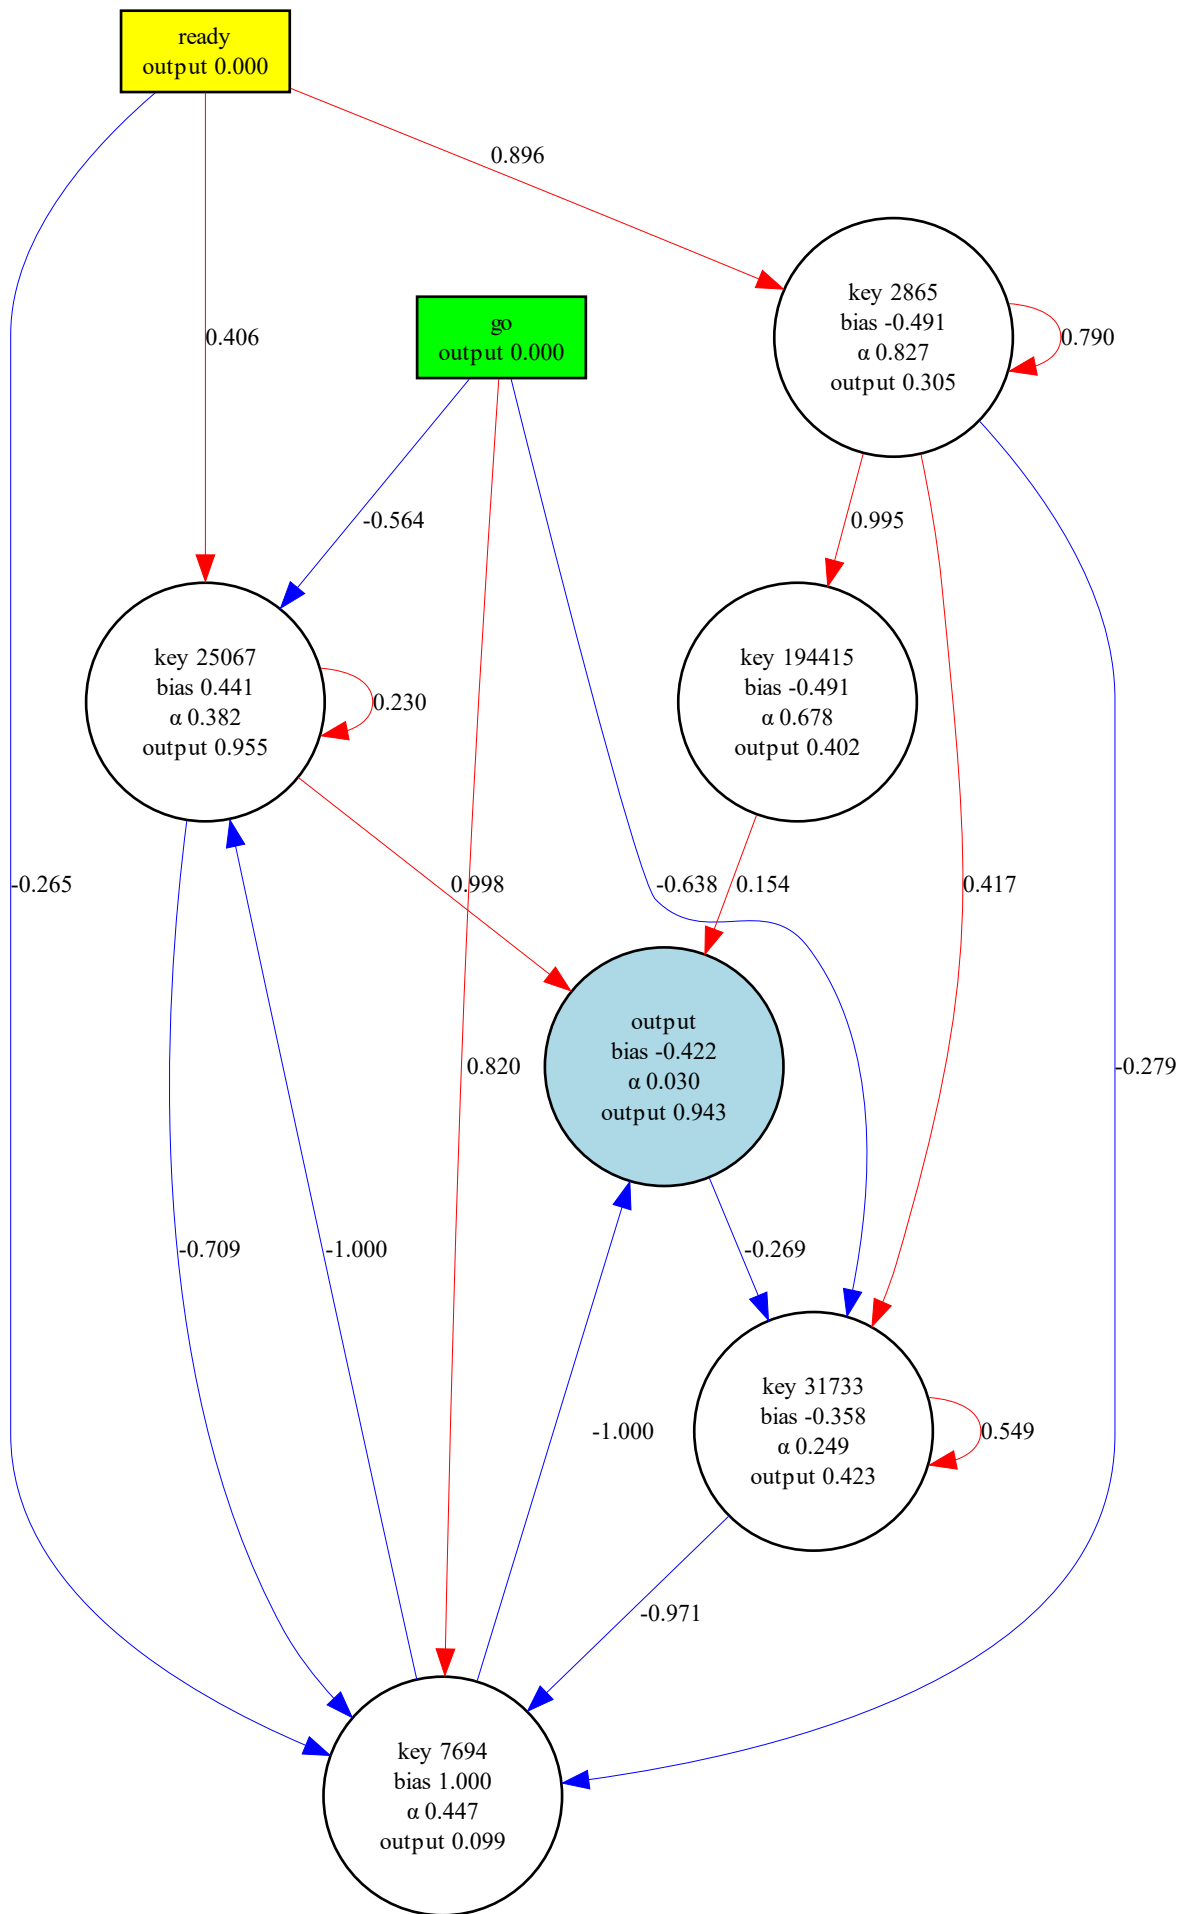 ready
output 0.000
0.896
key 2865
bias -0.491
α 0.827
output 0.305
0.790
go
output 0.000
0.406
-0.564
0.995
key 25067
bias 0.441
α 0.382
output 0.955
0.230
key 194415
bias -0.491
α 0.678
output 0.402
-0.265
0.998
-0.638
0.154
0.417
output
bias -0.422
α 0.030
output 0.943
0.820
-0.279
-0.709
-1.000
-0.269
key 31733
bias -0.358
α 0.249
output 0.423
0.549
-1.000
-0.971
key 7694
bias 1.000
α 0.447
output 0.099